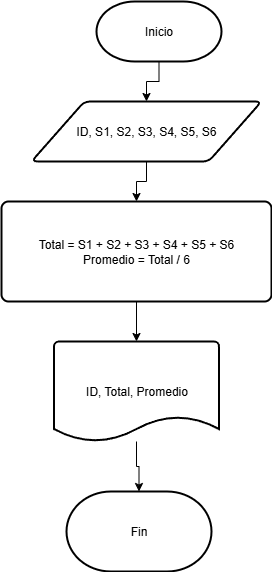 Inicio
ID, S1, S2, S3, S4, S5, S6
Total = S1 + S2 + S3 + S4 + S5 + S6
Promedio = Total / 6
ID, Total, Promedio
Fin